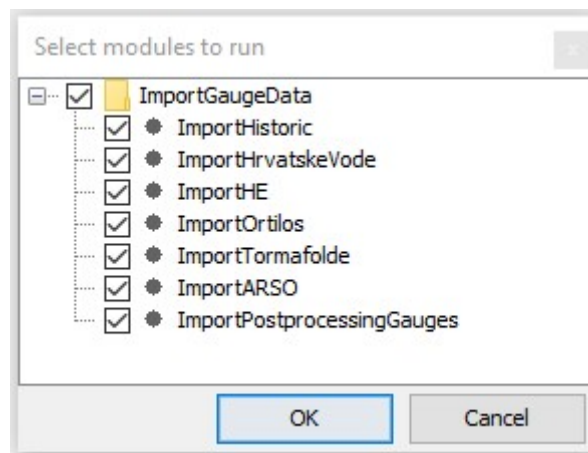 Select modules to run
ImportGaugeData
ImportHistoric
ImportHrvatskeVode
ImportHE
ImportOrtilos
ImportTormafolde
ImportARSO
ImportPostprocessingGauges
OK
Cancel